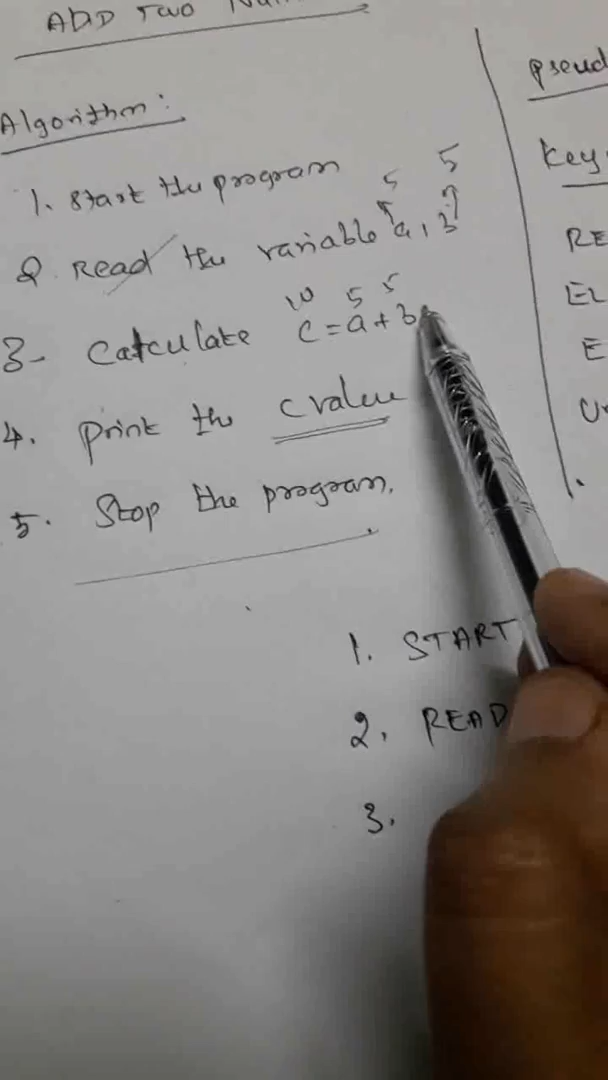 ADD Two
Algorithm:
1. Start the program
5 5
2. Read the variable a, b
10 5 5
3- Calculate C = a + b
4. Print the c value
5. Stop the program.
Pseud
Key
RE
EL
E
1. START
2. READ
3.